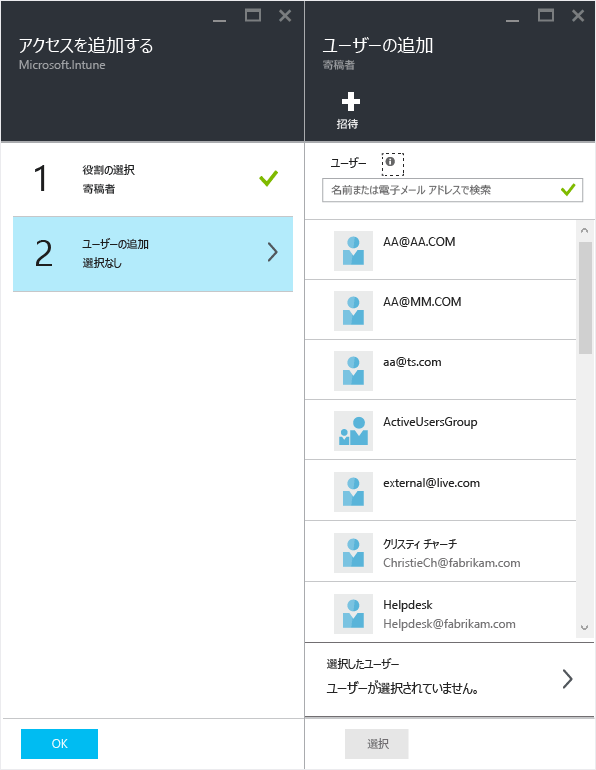 アクセスを追加する
Microsoft.Intune
1
役割の選択
寄稿者
2
ユーザーの追加
選択なし
OK
ユーザーの追加
寄稿者
招待
ユーザー
名前または電子メール アドレスで検索
AA@AA.COM
AA@MM.COM
aa@ts.com
ActiveUsersGroup
external@live.com
クリスティ チャーチ
ChristieCh@fabrikam.com
Helpdesk
Helpdesk@fabrikam.com
選択したユーザー
ユーザーが選択されていません。
選択